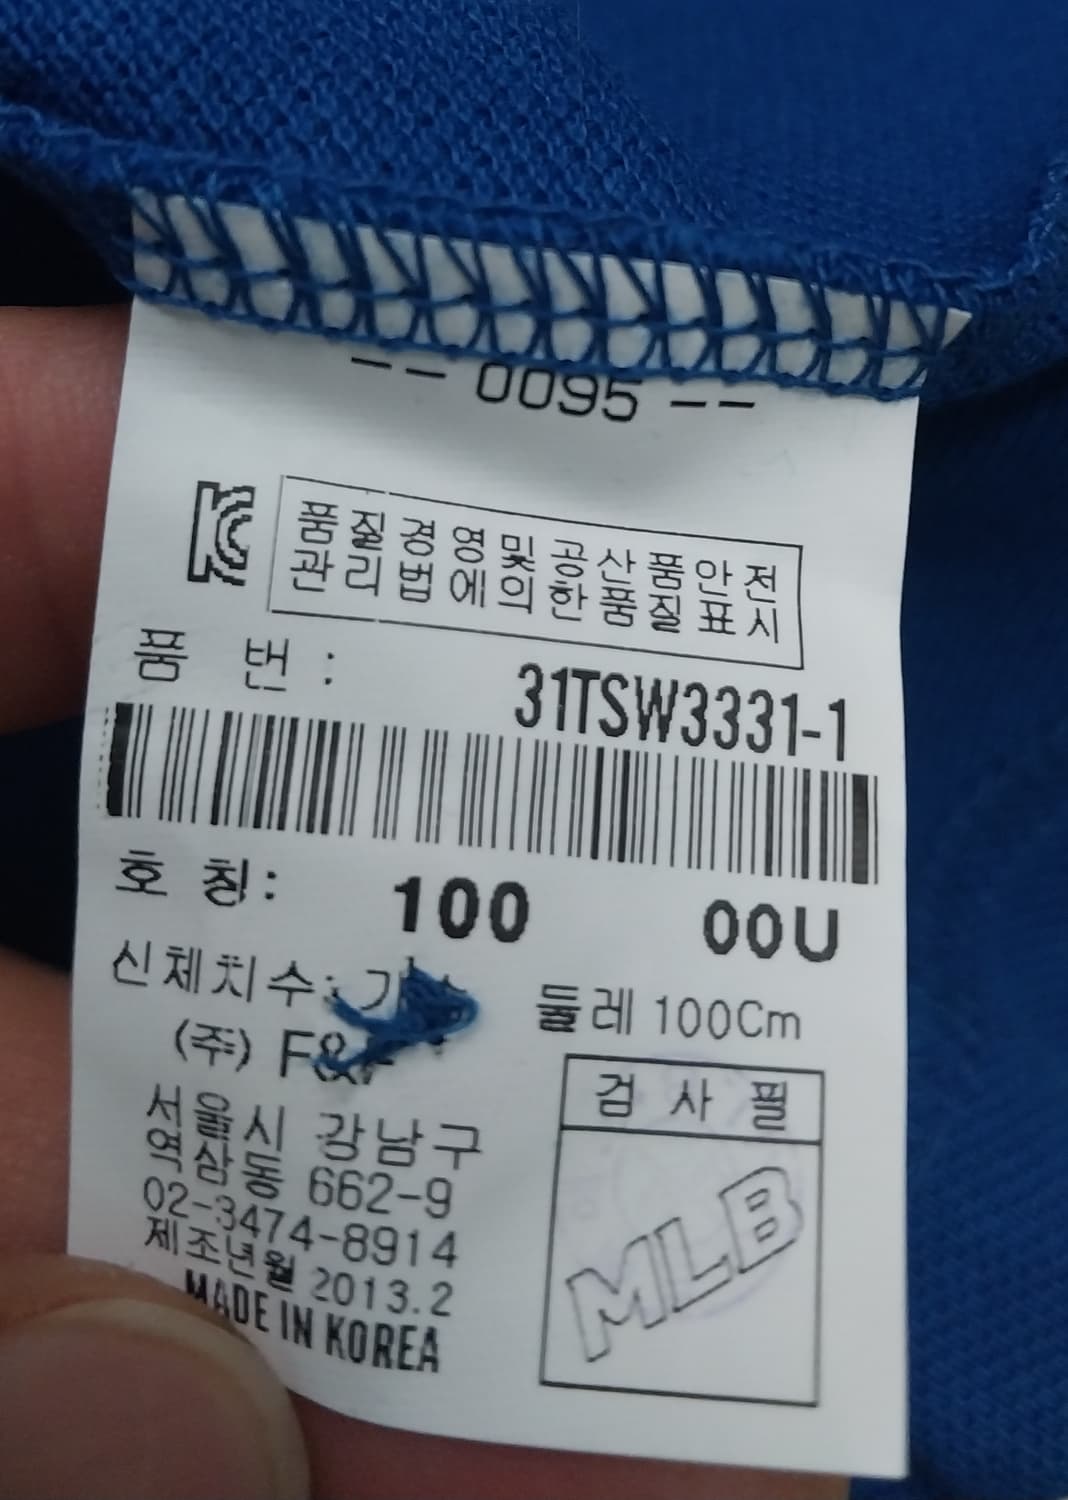 -- 0095 --
품질경영및공산품안전
관리법에의한품질표시
품 번 : 31TSW3331-1
호 칭: 100 00U
신체치수: 둘레 100Cm
(주)
검사필
서울시 강남구
역삼동 662-9
02-3474-8914
제조년월 2013.2
MADE IN KOREA
MLB